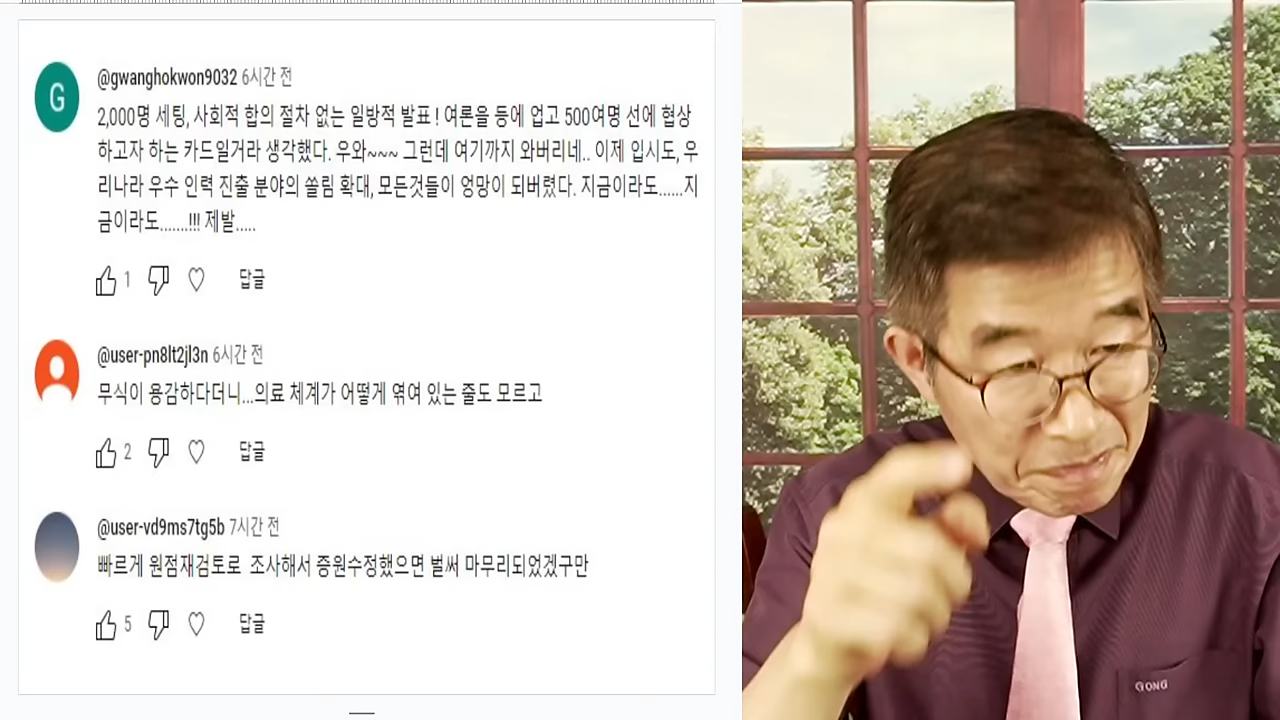 @gwanghokwon9032 6시간 전
2,000명 세팅, 사회적 합의 절차 없는 일방적 발표 ! 여론을 등에 업고 500여명 선에 협상
하고자 하는 카드일거라 생각했다. 우와~~~ 그런데 여기까지 와버리네.. 이제 입시도, 우
리나라 우수 인력 진출 분야의 쏠림 확대, 모든것들이 엉망이 되버렸다. 지금이라도......지
금이라도........!!! 제발.....
1 답글
@user-pn8lt2jl3n 6시간 전
무식이 용감하다더니...의료 체계가 어떻게 엮여 있는 줄도 모르고
2 답글
@user-vd9ms7tg5b 7시간 전
빠르게 원점재검토로 조사해서 증원수정했으면 벌써 마무리되었겠구만
5 답글
G
GONG